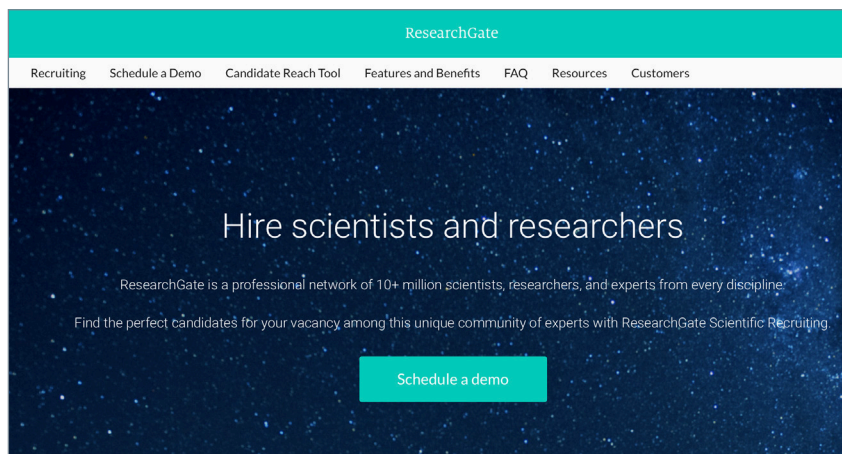 ResearchGate
Recruiting Schedule a Demo Candidate Reach Tool Features and Benefits FAQ Resources Customers
Hire scientists and researchers
ResearchGate is a professional network of 10+ million scientists, researchers, and experts from every discipline.
Find the perfect candidates for your vacancy among this unique community of experts with ResearchGate Scientific Recruiting.
Schedule a demo